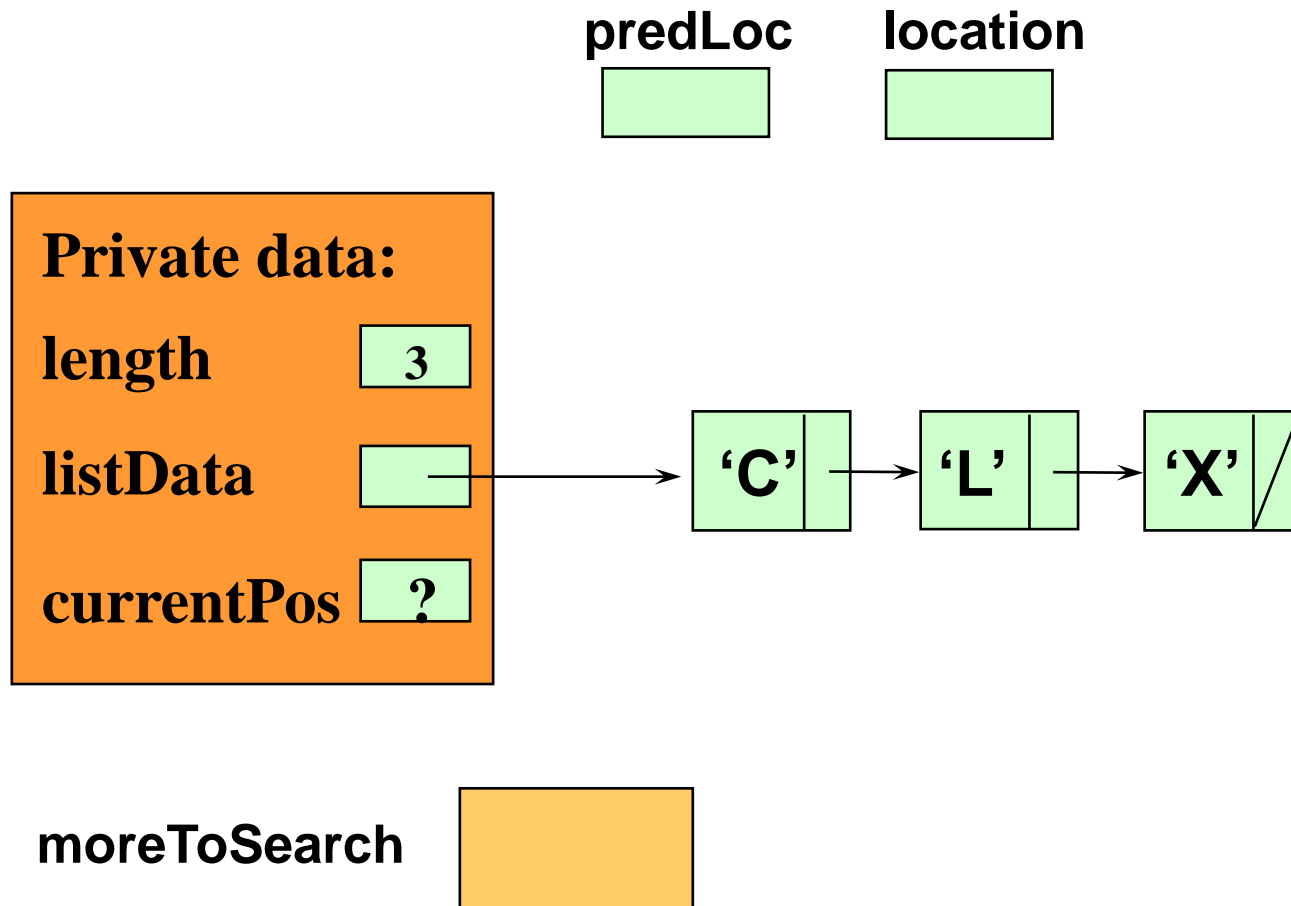 predLoc location
Private data:
length 3
listData
‘C’ ‘L’ ‘X’
currentPos ?
moreToSearch